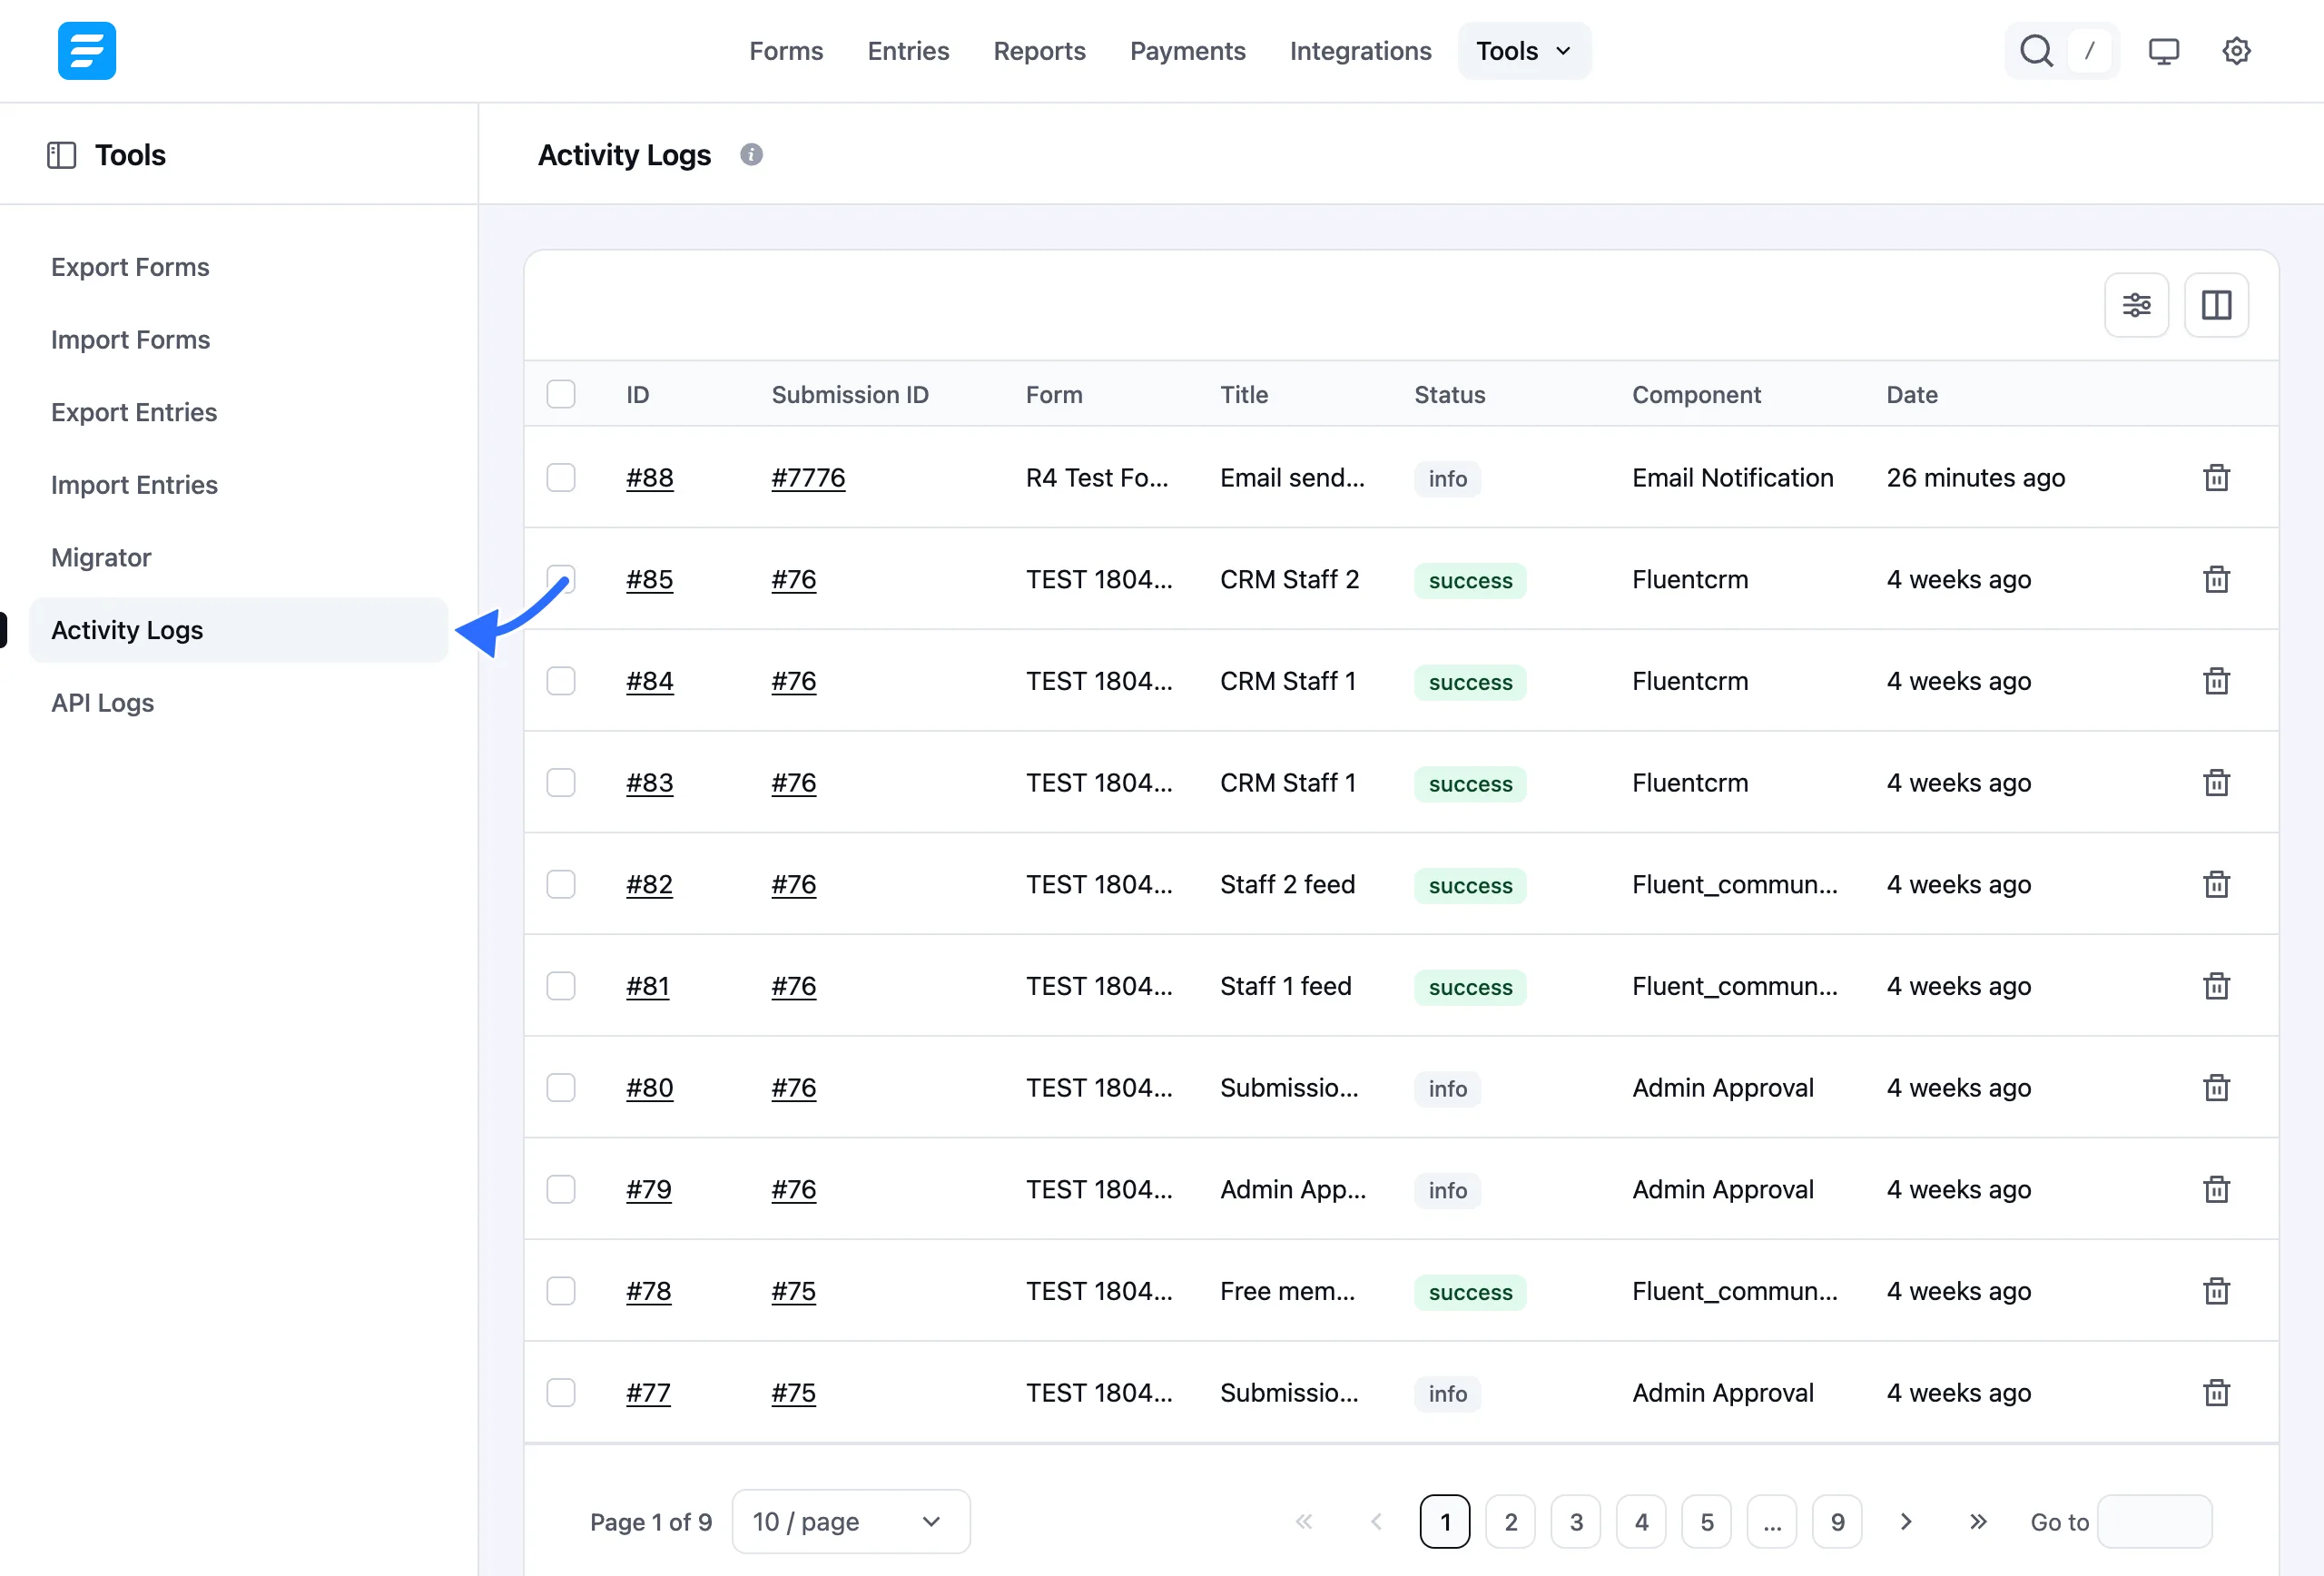 Forms Entries Reports Payments Integrations Tools /
Tools
Activity Logs
Export Forms
Import Forms
Export Entries
Import Entries
Migrator
Activity Logs
API Logs
ID Submission ID Form Title Status Component Date
#88 #7776 R4 Test Fo... Email send... info Email Notification 26 minutes ago
#85 #76 TEST 1804... CRM Staff 2 success Fluentcrm 4 weeks ago
#84 #76 TEST 1804... CRM Staff 1 success Fluentcrm 4 weeks ago
#83 #76 TEST 1804... CRM Staff 1 success Fluentcrm 4 weeks ago
#82 #76 TEST 1804... Staff 2 feed success Fluent_commun... 4 weeks ago
#81 #76 TEST 1804... Staff 1 feed success Fluent_commun... 4 weeks ago
#80 #76 TEST 1804... Submissio... info Admin Approval 4 weeks ago
#79 #76 TEST 1804... Admin App... info Admin Approval 4 weeks ago
#78 #75 TEST 1804... Free mem... success Fluent_commun... 4 weeks ago
#77 #75 TEST 1804... Submissio... info Admin Approval 4 weeks ago
Page 1 of 9 10 / page « ‹ 1 2 3 4 5 ... 9 › » Go to